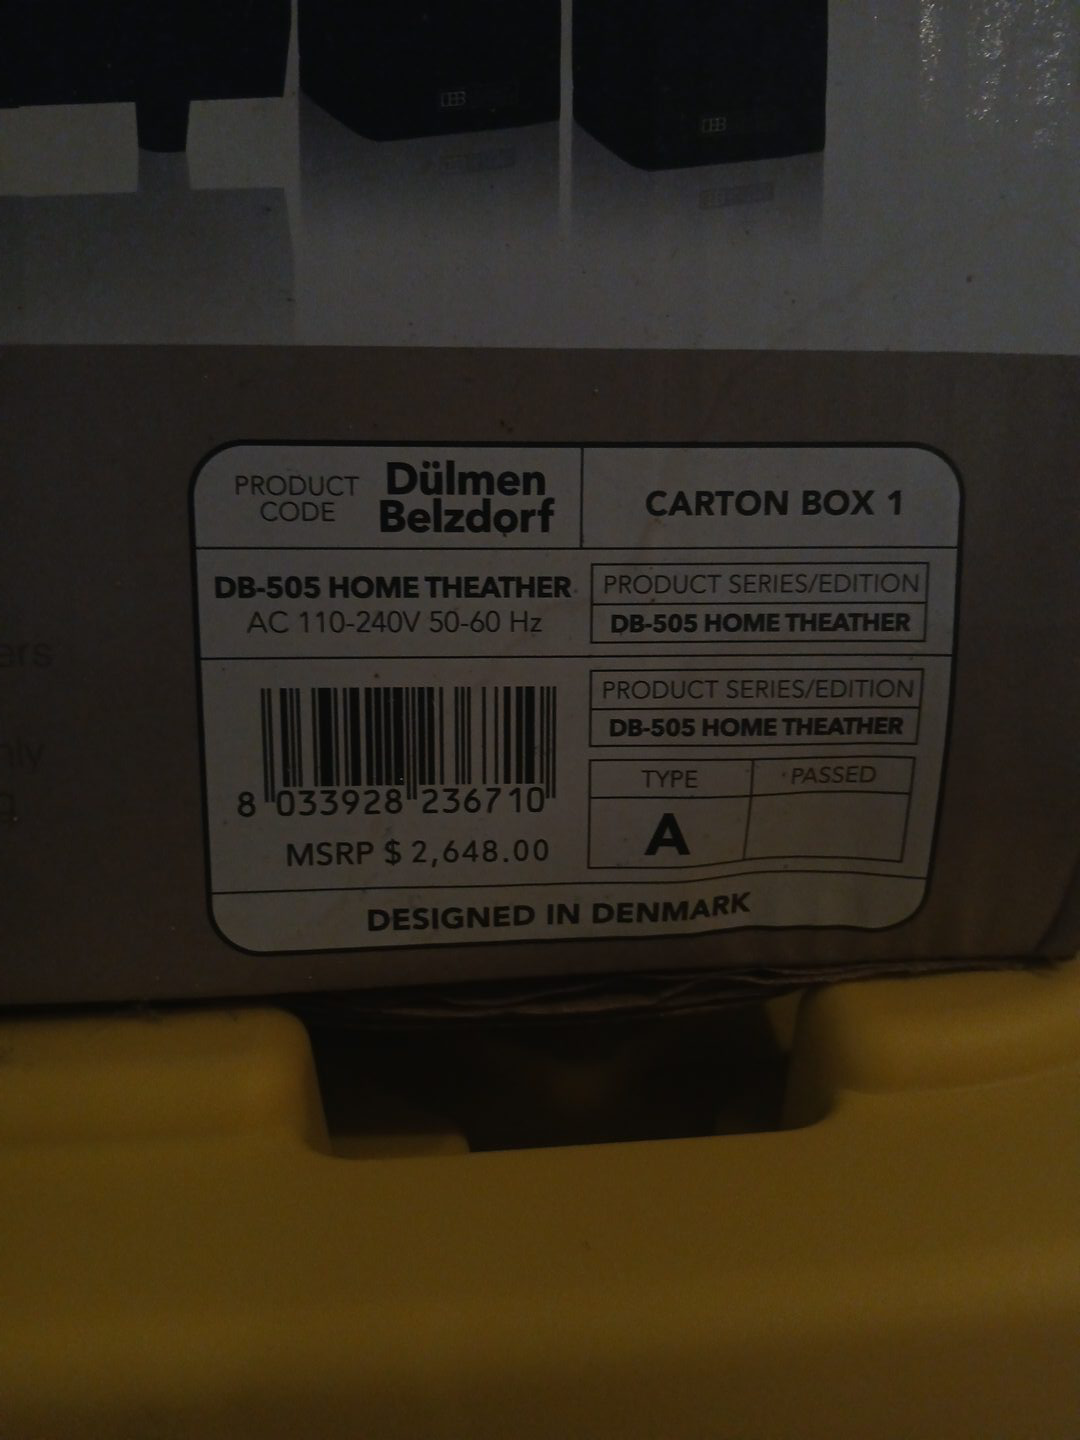 PRODUCT CODE
Dülmen Belzdorf
CARTON BOX 1
DB-505 HOME THEATHER
AC 110-240V 50-60 Hz
PRODUCT SERIES/EDITION
DB-505 HOME THEATHER
PRODUCT SERIES/EDITION
DB-505 HOME THEATHER
8 033928 236710
MSRP $ 2,648.00
TYPE
PASSED
A
DESIGNED IN DENMARK